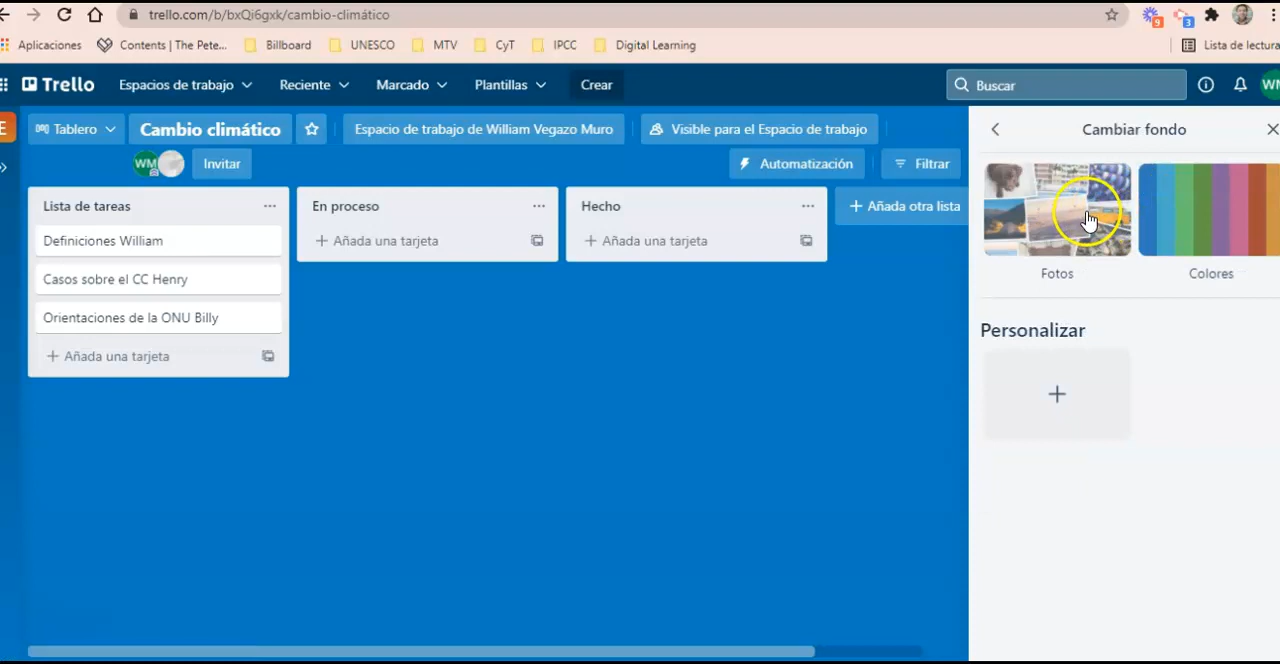 trello.com/b/bxQi6gxk/cambio-climático
9
3
Aplicaciones
Contents | The Pete...
Billboard
UNESCO
MTV
CyT
IPCC
Digital Learning
Lista de lectura
Trello
Espacios de trabajo
Reciente
Marcado
Plantillas
Crear
Buscar
WM
E
Tablero
Cambio climático
Espacio de trabajo de William Vegazo Muro
Visible para el Espacio de trabajo
WM
Invitar
Automatización
Filtrar
Lista de tareas
Definiciones William
Casos sobre el CC Henry
Orientaciones de la ONU Billy
+ Añada una tarjeta
En proceso
+ Añada una tarjeta
Hecho
+ Añada una tarjeta
+ Añada otra lista
Cambiar fondo
Fotos
Colores
Personalizar